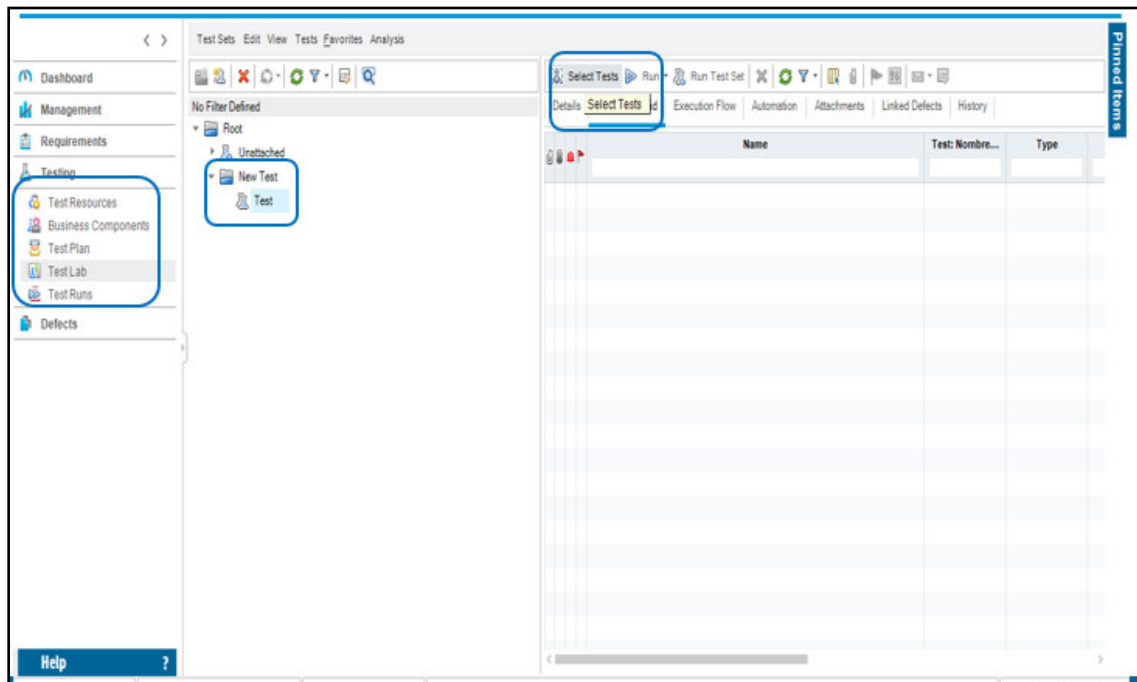 Test Sets Edit View Tests Favorites Analysis
Pinned Items
Dashboard
Management
Requirements
Testing
Test Resources
Business Components
Test Plan
Test Lab
Test Runs
Defects
Help ?
No Filter Defined
Root
Unattached
New Test
Test
Select Tests Run Run Test Set
Details Select Tests Execution Flow Automation Attachments Linked Defects History
Name Test: Nombre... Type